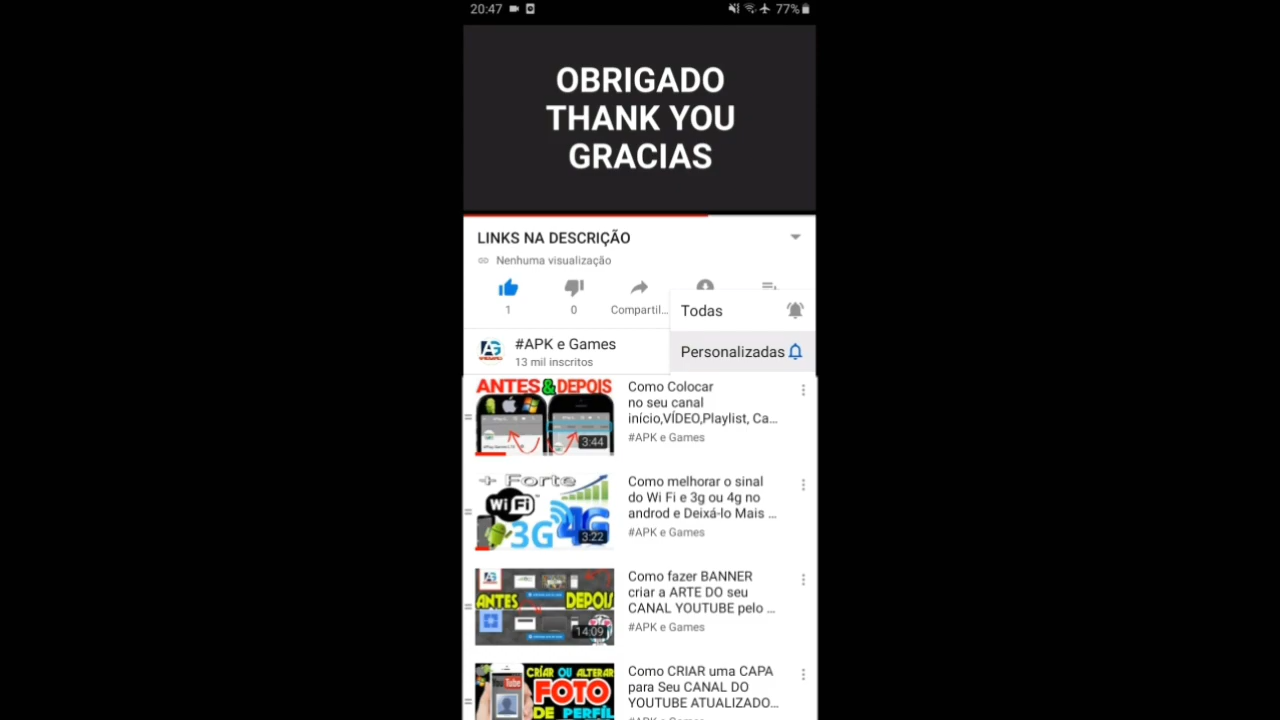 20:47
77%
OBRIGADO
THANK YOU
GRACIAS
LINKS NA DESCRIÇÃO
Nenhuma visualização
1
0
Compartil...
Todas
Personalizadas
#APK e Games
13 mil inscritos
ANTES&DEPOIS
3:44
Como Colocar
no seu canal
início,VÍDEO,Playlist, Ca...
#APK e Games
+ Forte
Wi Fi
3G 4G
3:22
Como melhorar o sinal
do Wi Fi e 3g ou 4g no
androd e Deixá-lo Mais ...
#APK e Games
ANTES DEPOIS
14:09
Como fazer BANNER
criar a ARTE DO seu
CANAL YOUTUBE pelo ...
#APK e Games
CRIAR OU ALTERAR
FOTO
DE PERFIL
Como CRIAR uma CAPA
para Seu CANAL DO
YOUTUBE ATUALIZADO...
#APK e Games